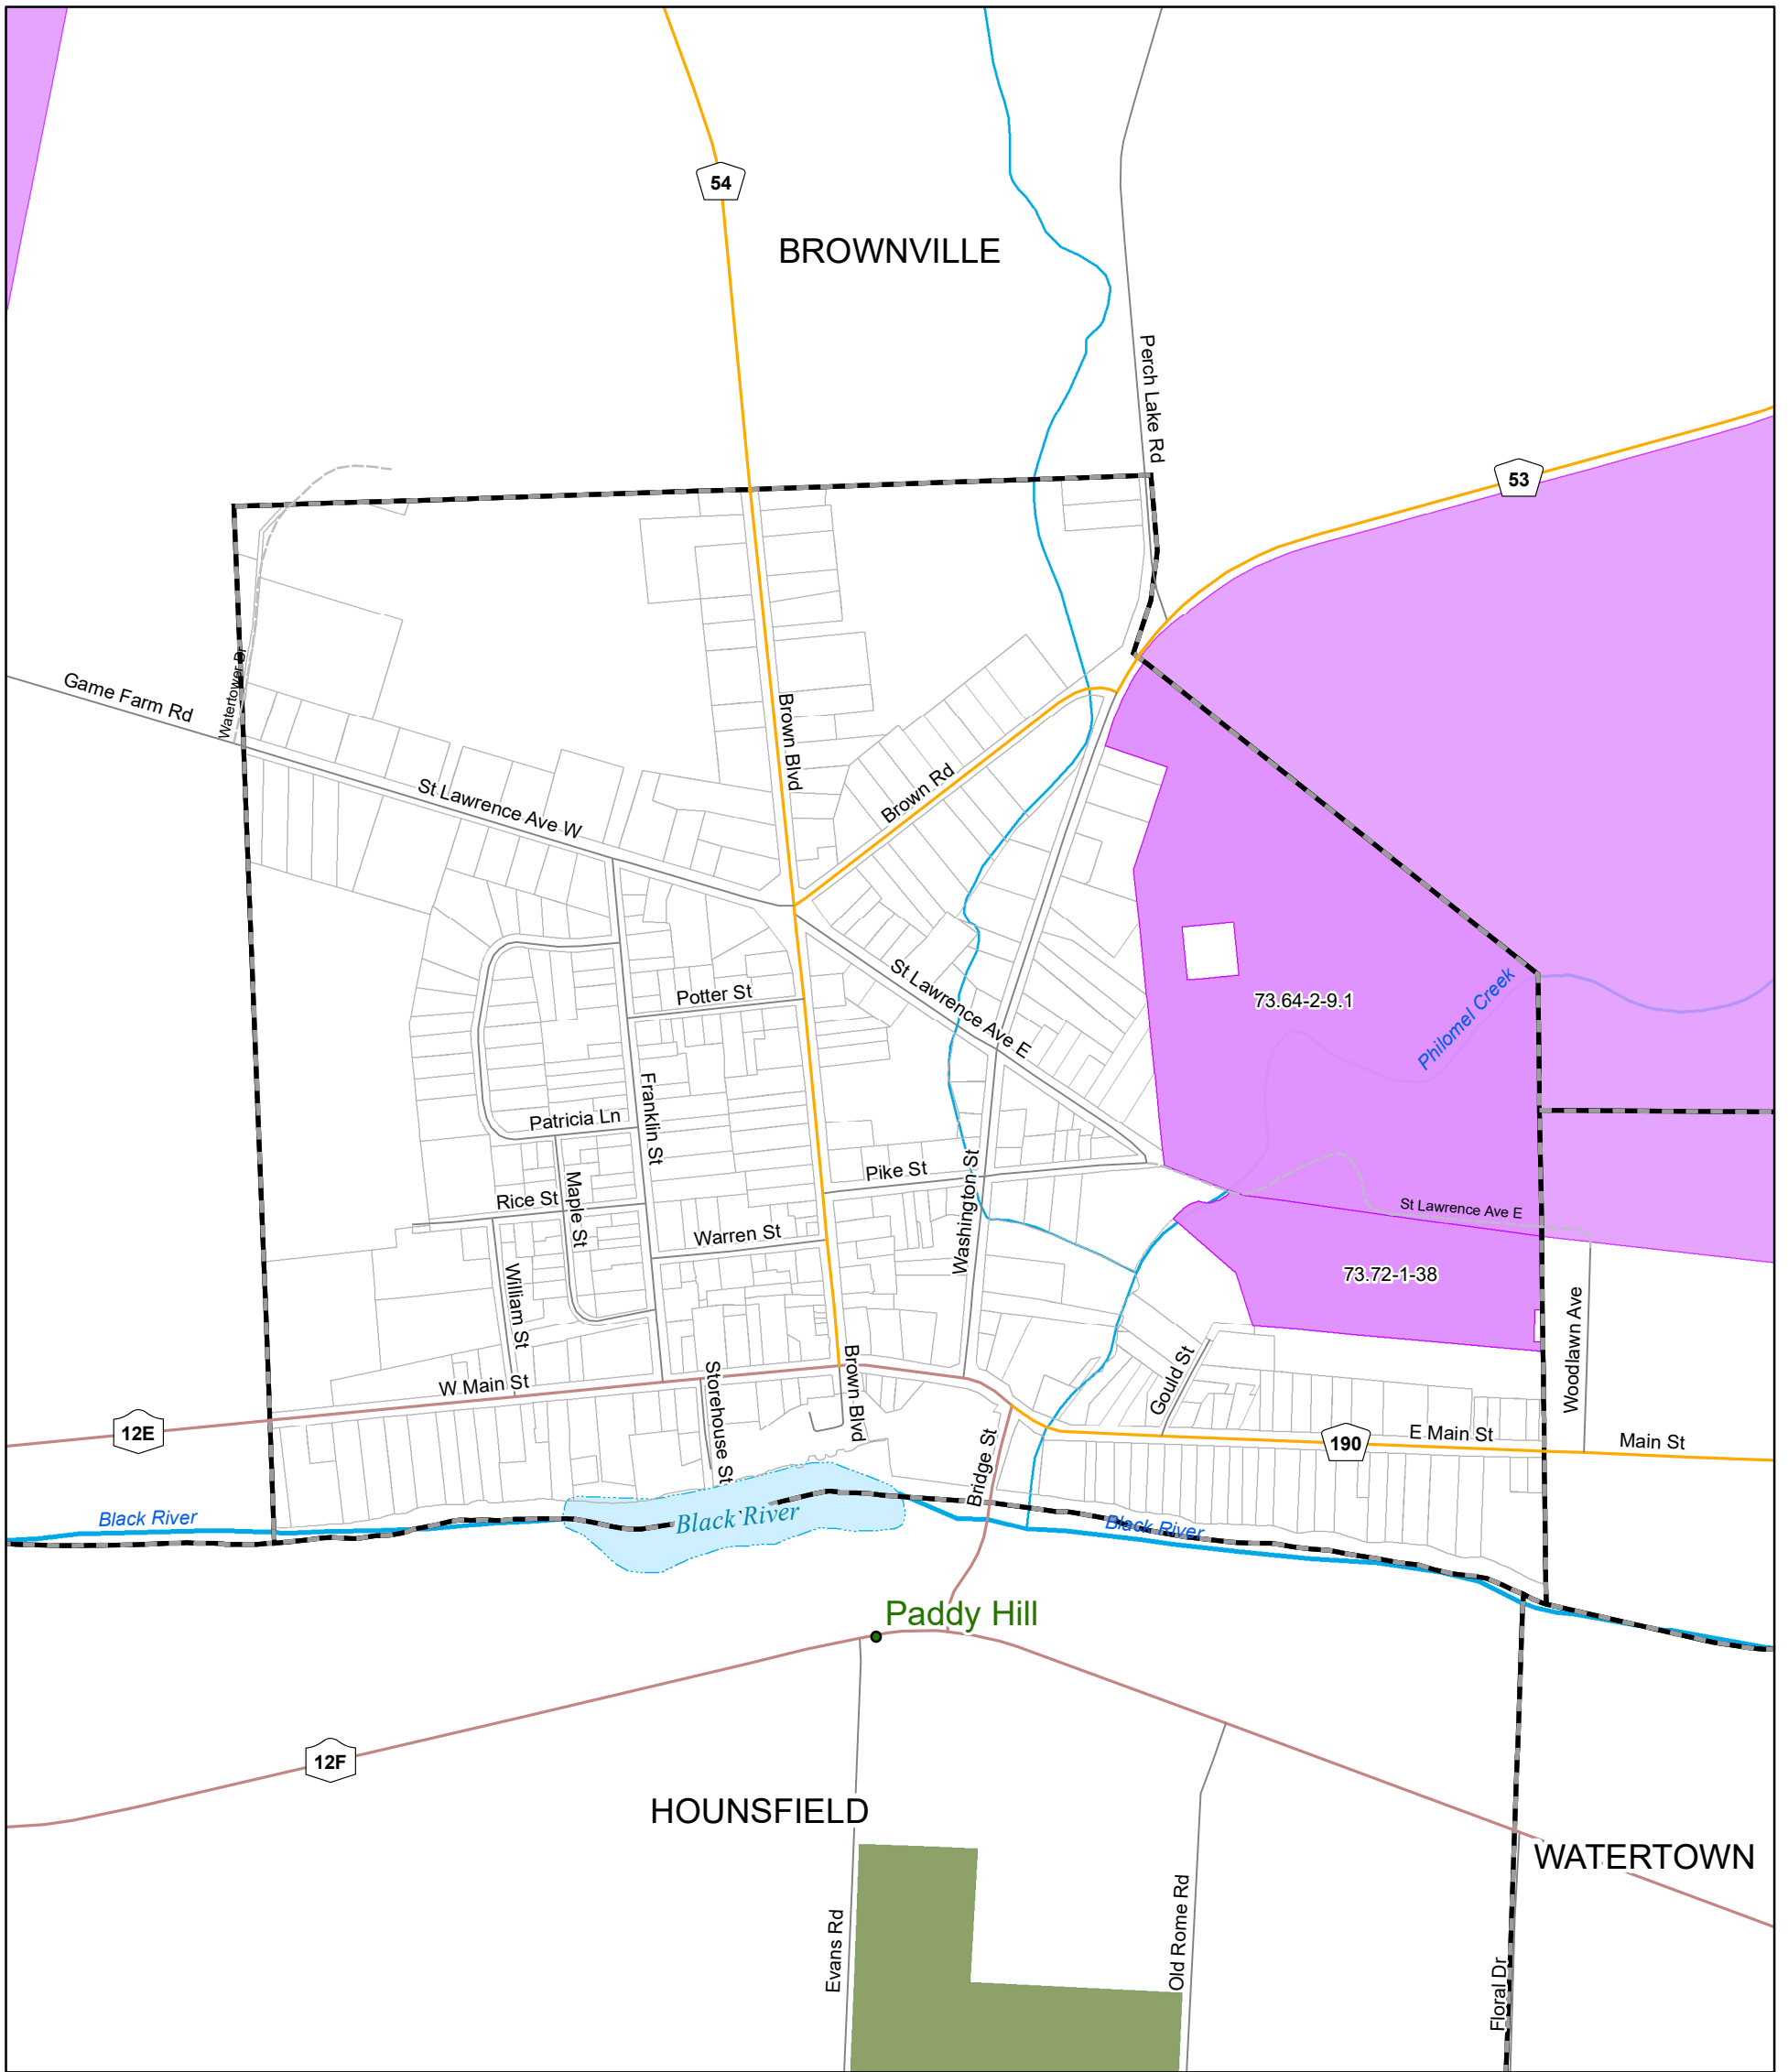 54
BROWNVILLE
Perch Lake Rd
53
Game Farm Rd
Watertower Dr
Brown Blvd
St Lawrence Ave W
Brown Rd
St Lawrence Ave E
Potter St
73.64-2-9.1
Philomel Creek
Franklin St
Patricia Ln
Pike St
Washington St
Rice St
Maple St
St Lawrence Ave E
Warren St
73.72-1-38
William St
Woodlawn Ave
Gould St
W Main St
Storehouse St
Brown Blvd
12E
190
E Main St
Main St
Bridge St
Black River
Black River
Black River
Paddy Hill
12F
HOUNSFIELD
WATERTOWN
Evans Rd
Old Rome Rd
Floral Dr